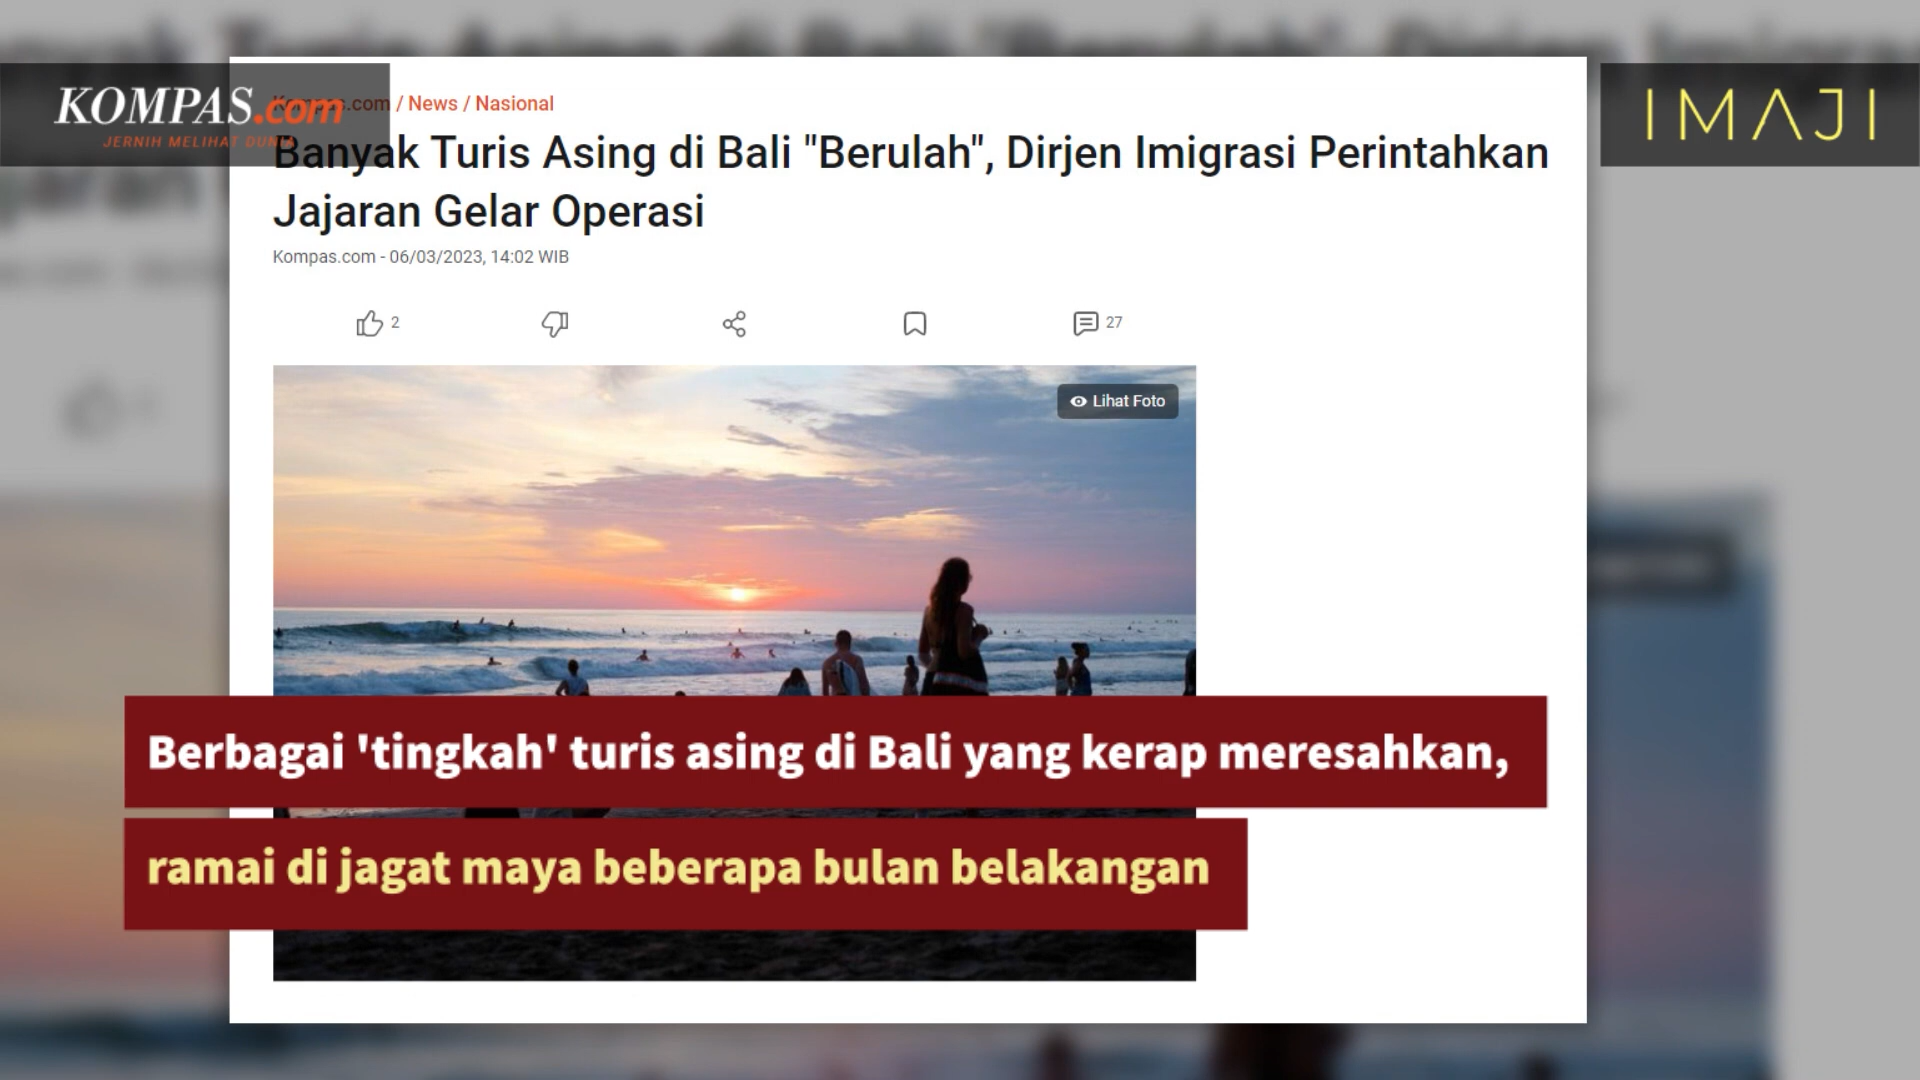 KOMPAS.com
JERNIH MELIHAT DUNIA
IMAJI
Kompas.com / News / Nasional
Banyak Turis Asing di Bali "Berulah", Dirjen Imigrasi Perintahkan
Jajaran Gelar Operasi
Kompas.com - 06/03/2023, 14:02 WIB
2
27
Lihat Foto
Berbagai 'tingkah' turis asing di Bali yang kerap meresahkan,
ramai di jagat maya beberapa bulan belakangan